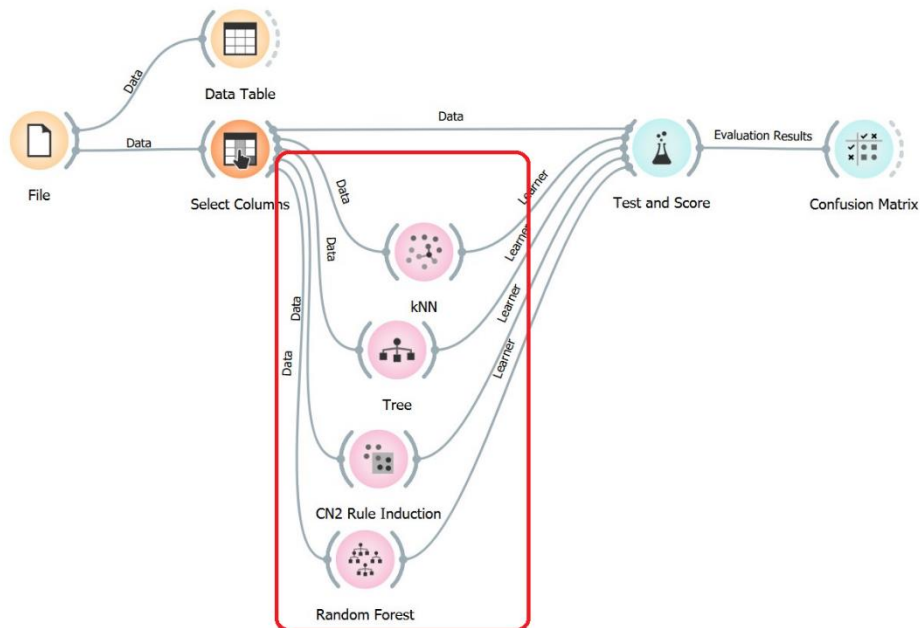 Data
Data Table
File
Data
Select Columns
Data
Test and Score
Evaluation Results
Confusion Matrix
Data
Learner
kNN
Data
Learner
Tree
Data
Learner
CN2 Rule Induction
Data
Learner
Random Forest